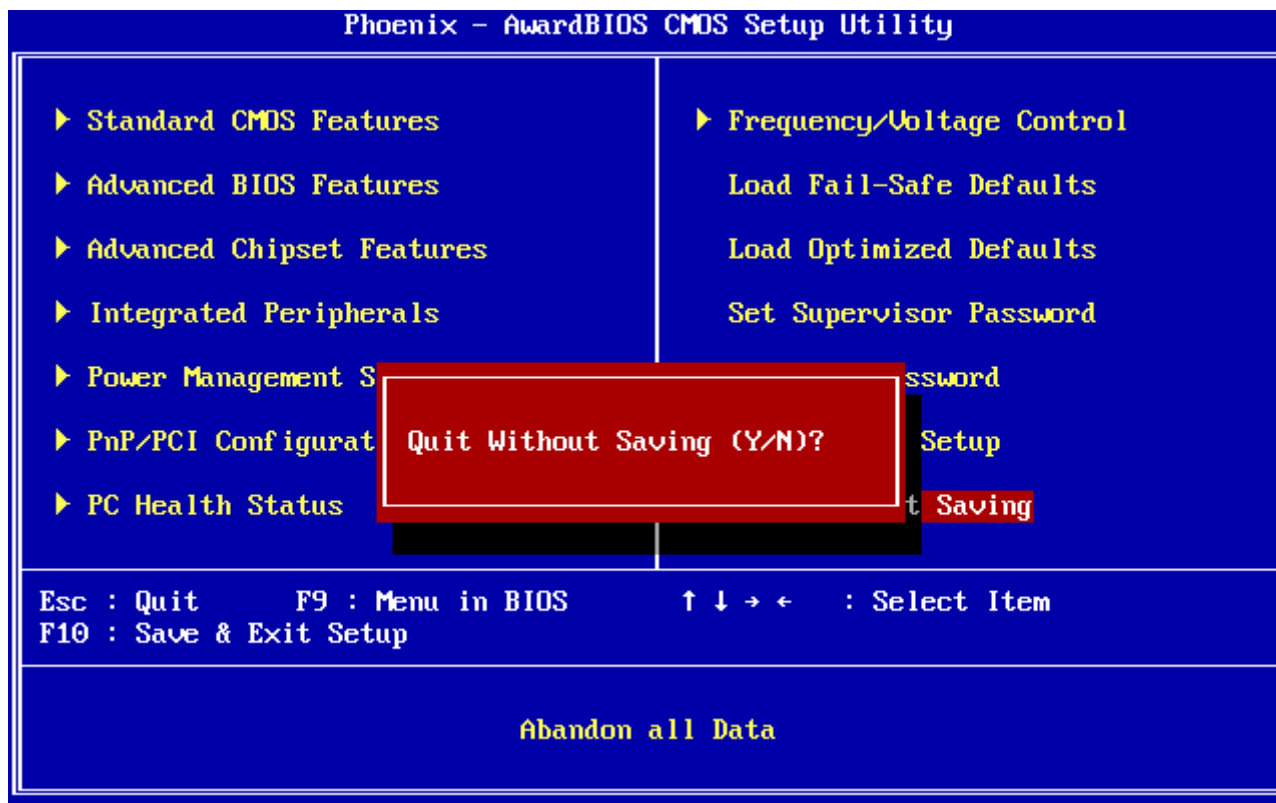 Phoenix - AwardBIOS CMOS Setup Utility
Standard CMOS Features
Advanced BIOS Features
Advanced Chipset Features
Integrated Peripherals
Power Management S
PnP/PCI Configurat
PC Health Status
Frequency/Voltage Control
Load Fail-Safe Defaults
Load Optimized Defaults
Set Supervisor Password
ssword
Setup
t Saving
Quit Without Saving (Y/N)?
Esc : Quit F9 : Menu in BIOS ↑ ↓ → ← : Select Item
F10 : Save & Exit Setup
Abandon all Data